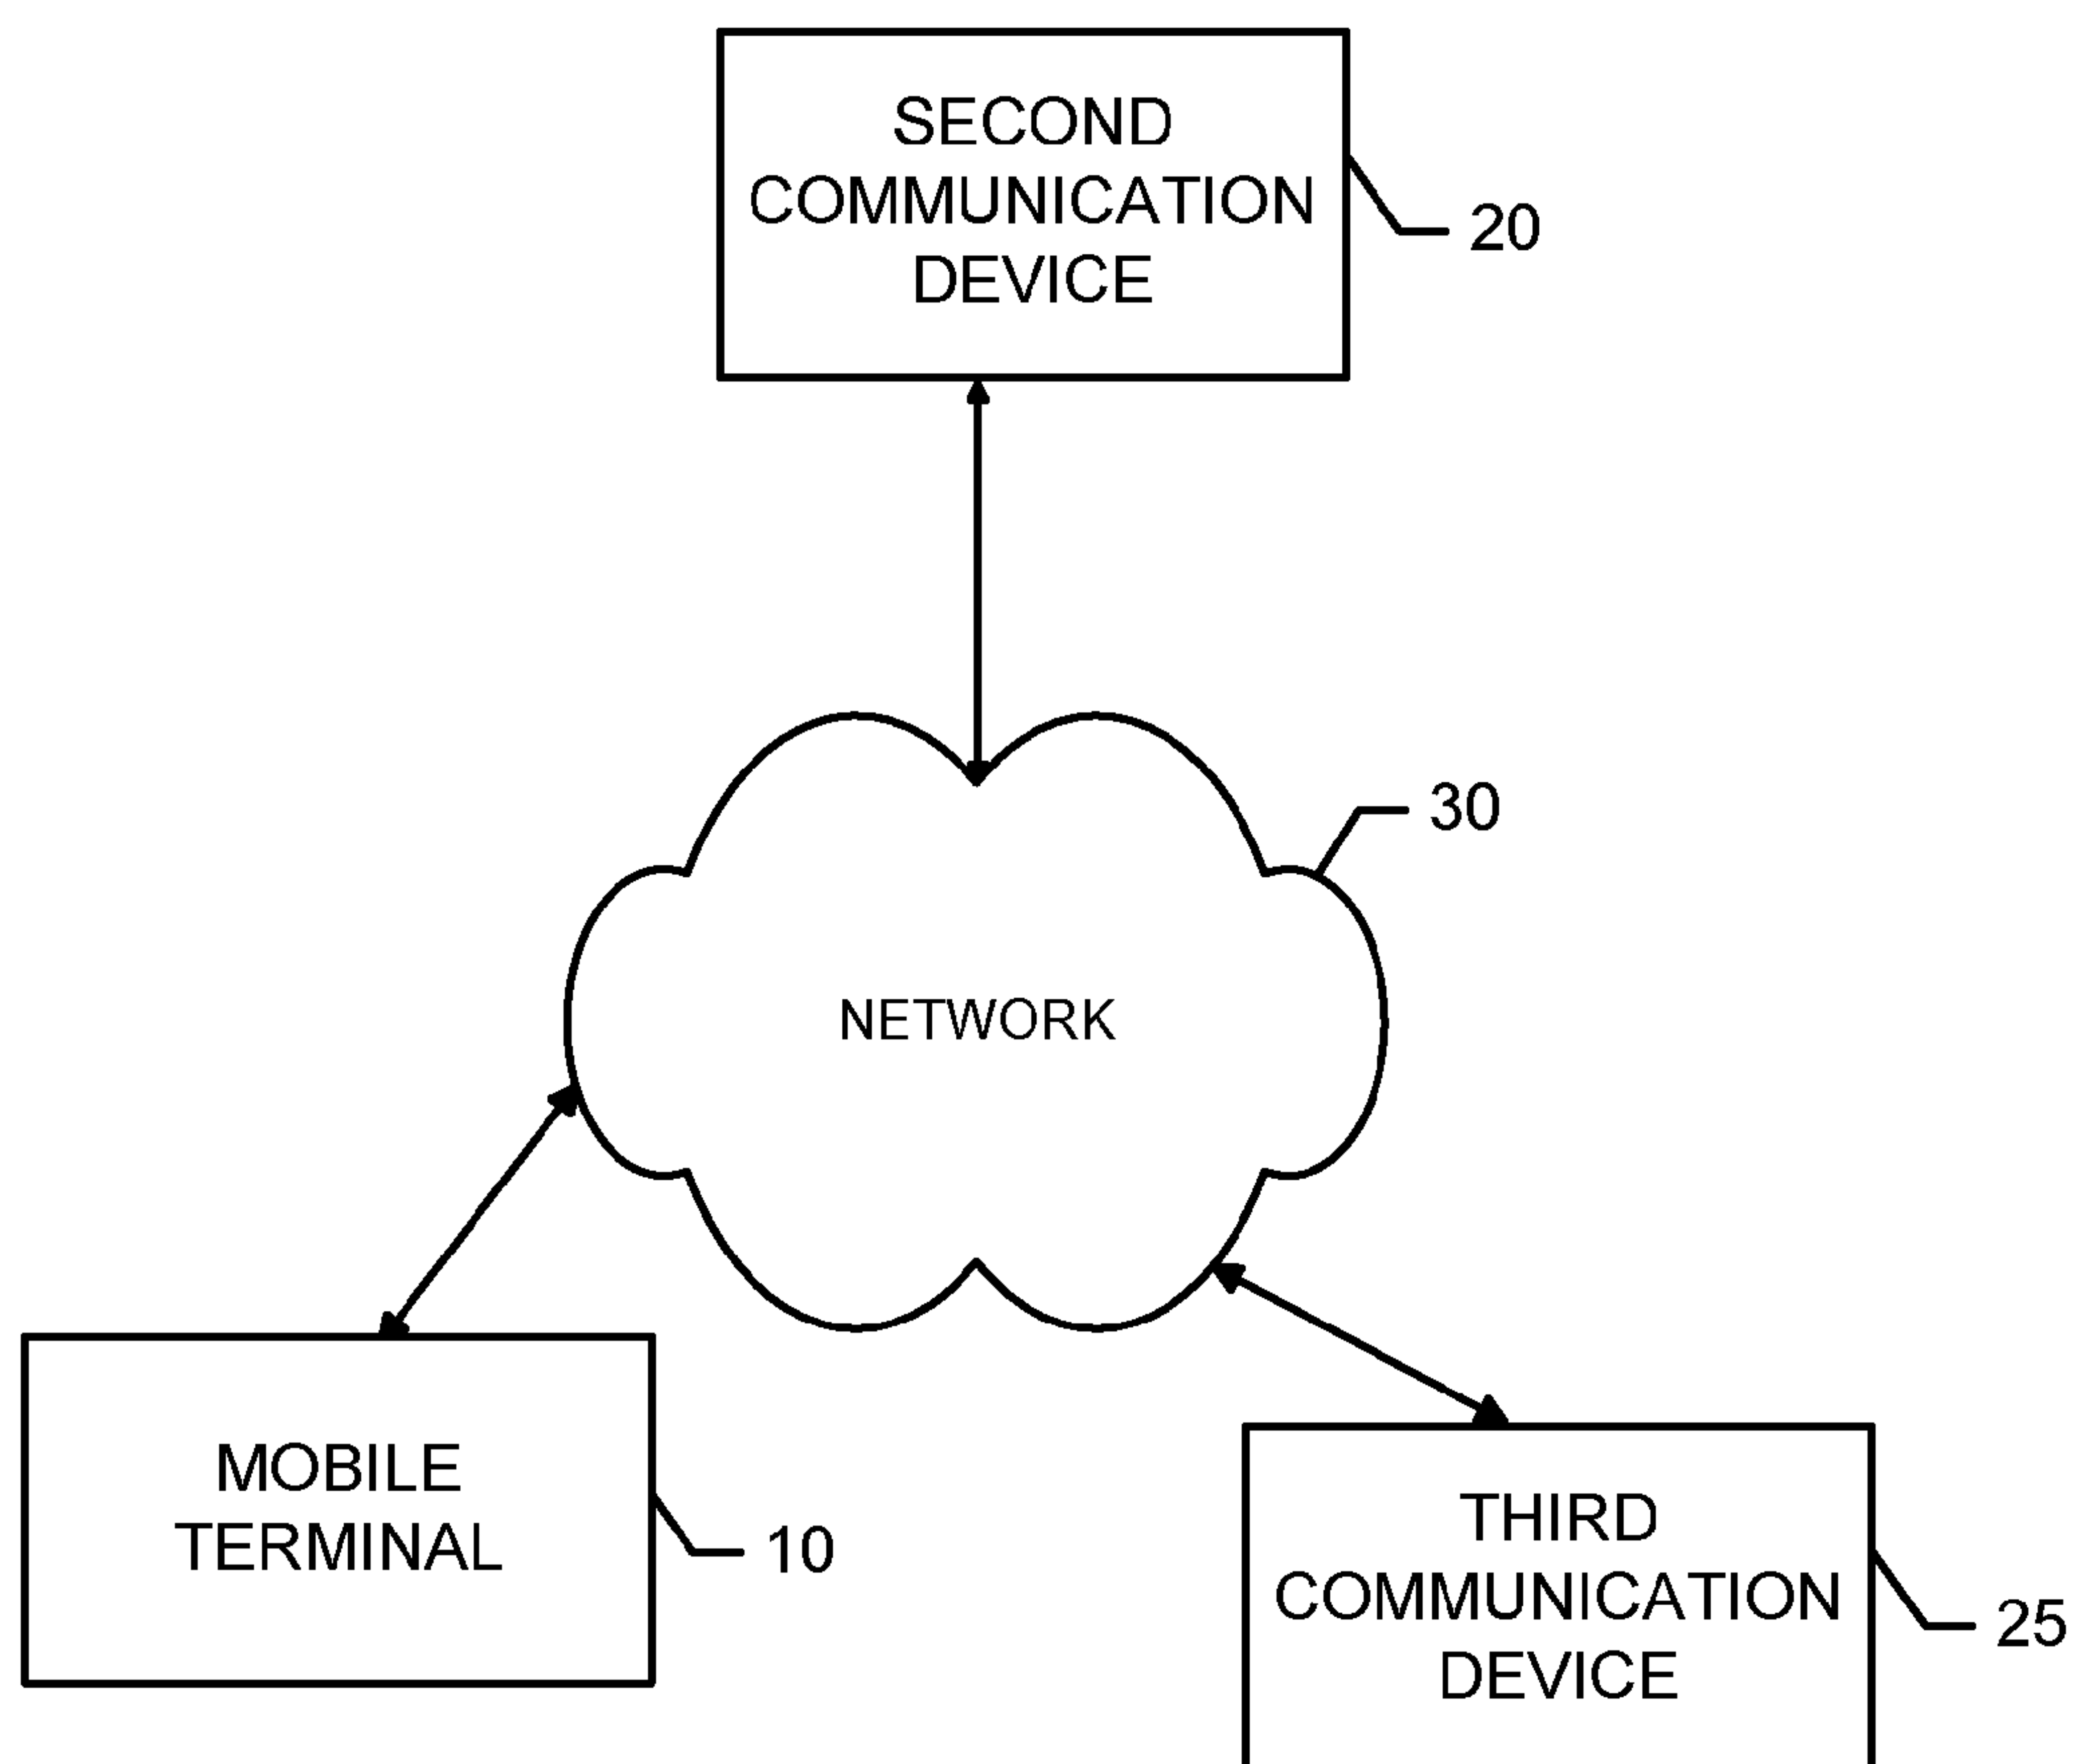 SECOND
COMMUNICATION
DEVICE
20
30
NETWORK
MOBILE
TERMINAL
10
THIRD
COMMUNICATION
DEVICE
25